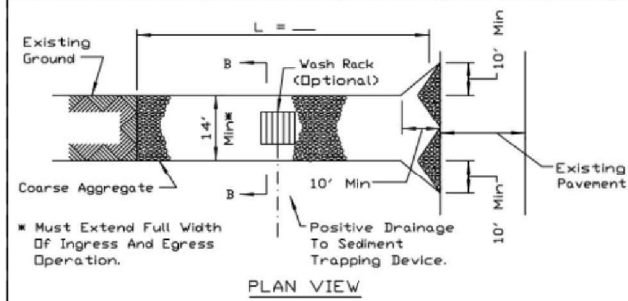 L = ___
Existing
Ground
B
Wash Rack
(Optional)
10' Min
14'
Min*
Coarse Aggregate
B
10' Min
Existing
Pavement
10' Min
* Must Extend Full Width
Of Ingress And Egress
Operation.
Positive Drainage
To Sediment
Trapping Device.
PLAN VIEW